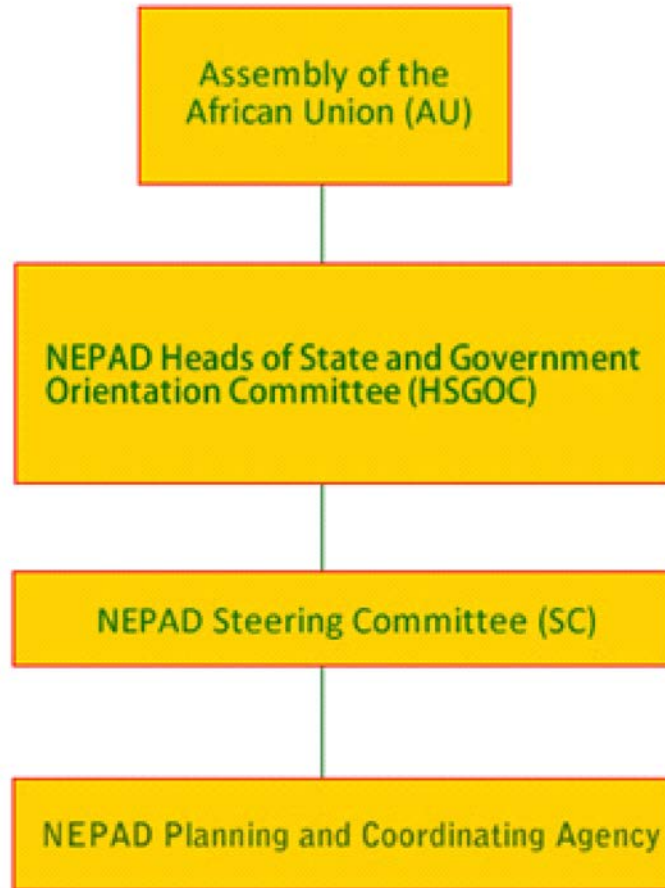 Assembly of the
African Union (AU)
NEPAD Heads of State and Government
Orientation Committee (HSGOC)
NEPAD Steering Committee (SC)
NEPAD Planning and Coordinating Agency